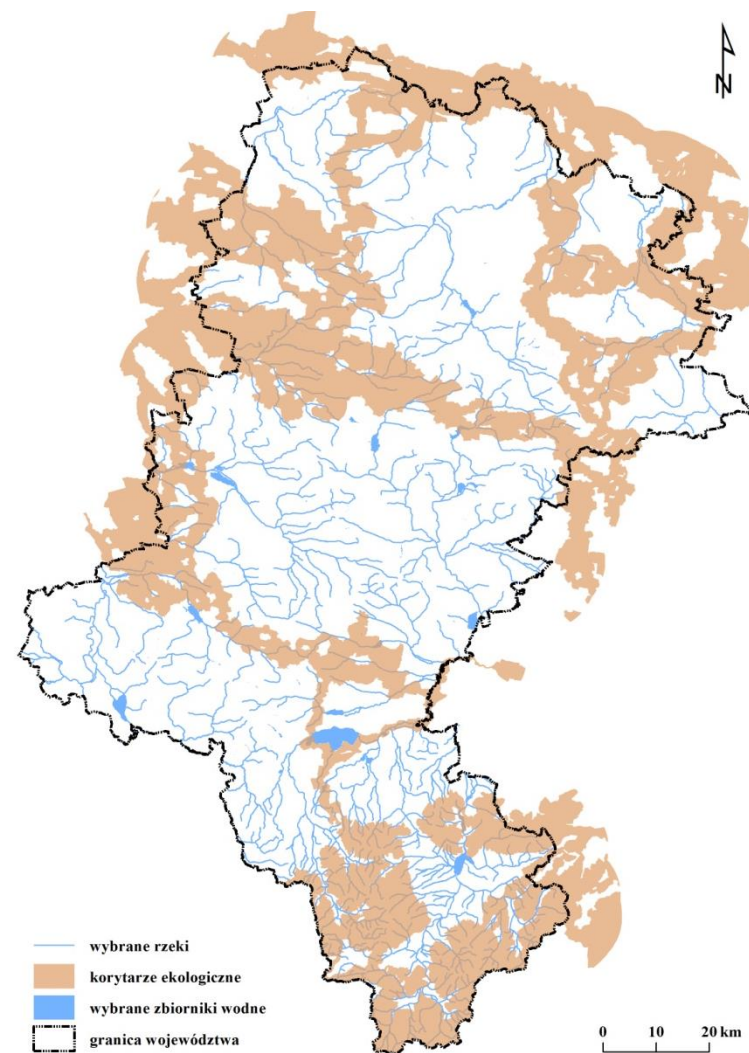 N
wybrane rzeki
korytarze ekologiczne
wybrane zbiorniki wodne
granica województwa
0 10 20 km